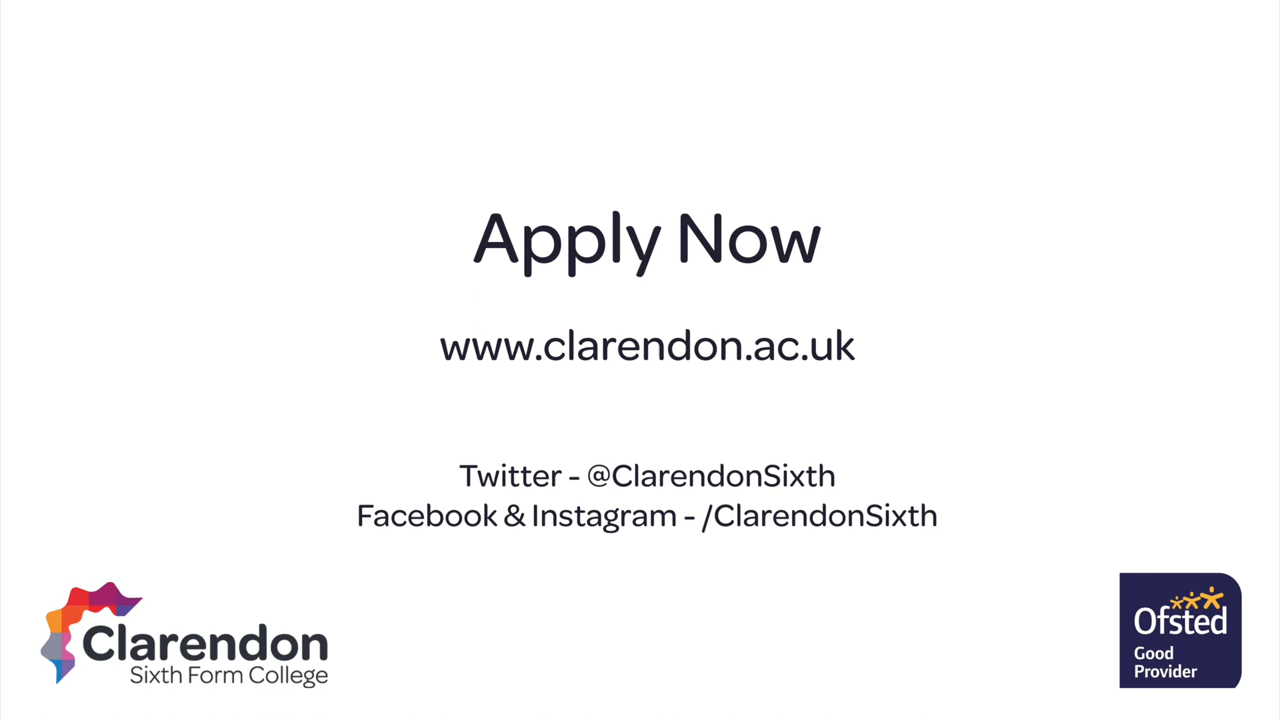 Apply Now
www.clarendon.ac.uk
Twitter - @ClarendonSixth
Facebook & Instagram - /ClarendonSixth
Clarendon
Sixth Form College
Ofsted
Good
Provider